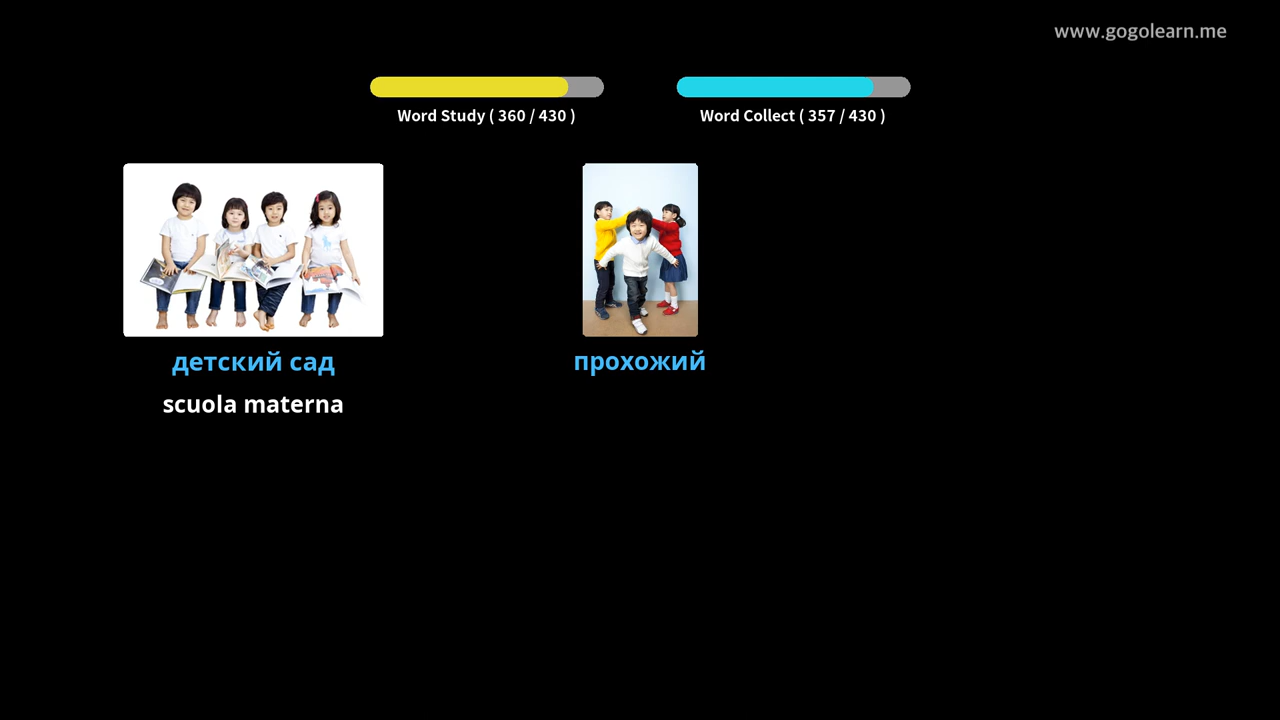 www.gogolearn.me
Word Study ( 360 / 430 )
Word Collect ( 357 / 430 )
детский сад
scuola materna
прохожий